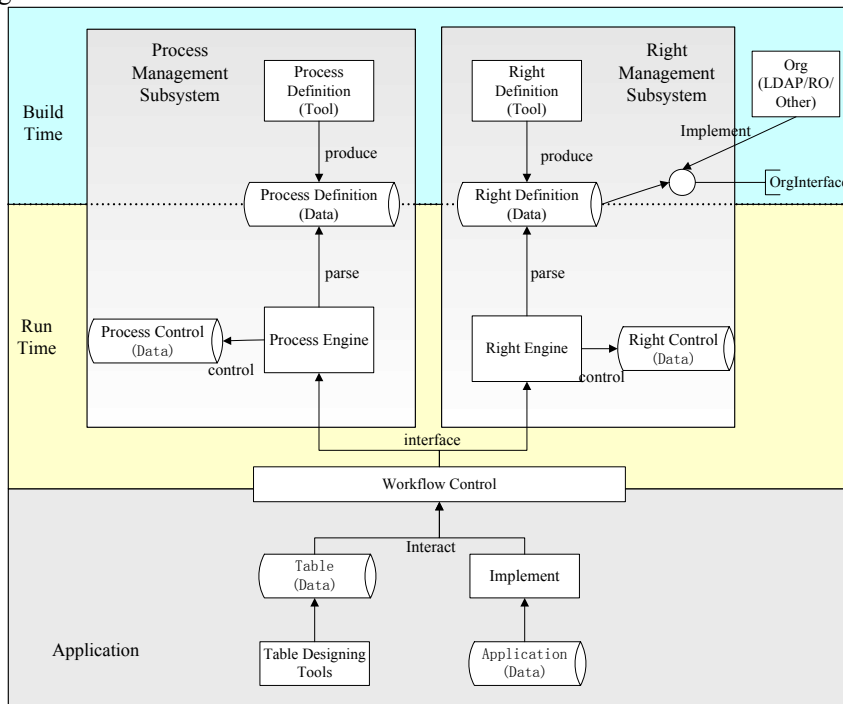 Process
Management
Subsystem
Process
Definition
(Tool)
Right
Definition
(Tool)
Right
Management
Subsystem
Org
(LDAP/RO/
Other)
Build
Time
Implement
produce
produce
Process Definition
(Data)
Right Definition
(Data)
OrgInterface
parse
parse
Run
Time
Process Control
(Data)
Process Engine
control
Right Engine
Right Control
(Data)
control
interface
Workflow Control
Interact
Table
(Data)
Implement
Application
Table Designing
Tools
Application
(Data)